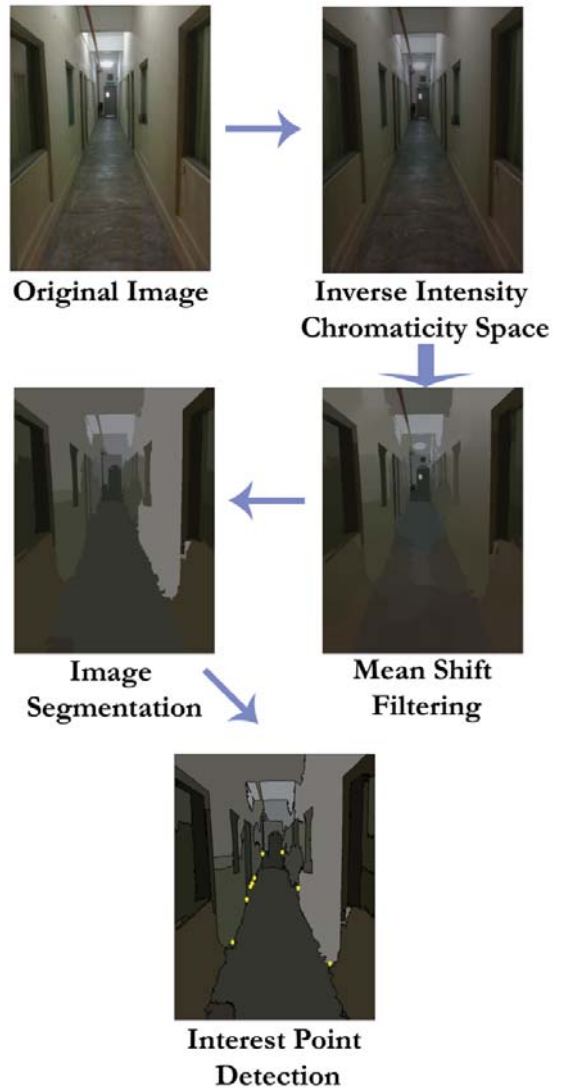 Original Image
Inverse Intensity
Chromaticity Space
Image
Segmentation
Mean Shift
Filtering
Interest Point
Detection